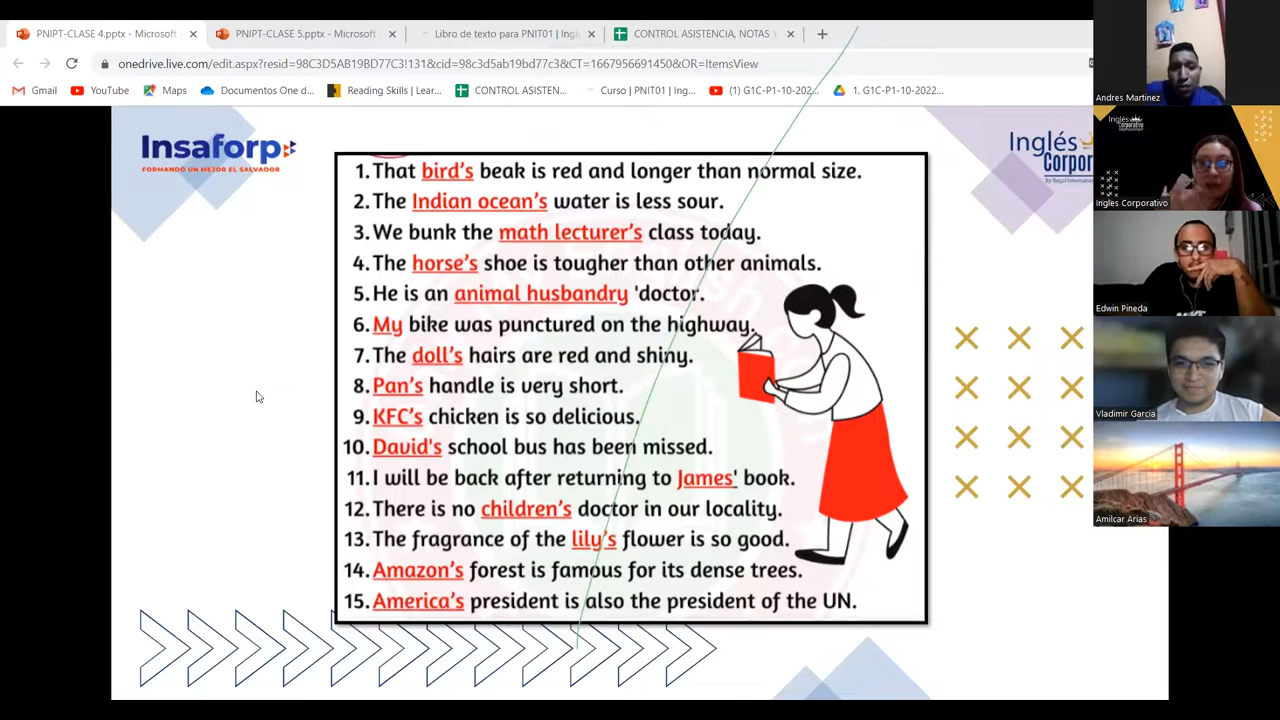 PNIPT-CLASE 4.pptx - Microsoft
PNIPT-CLASE 5.pptx - Microsoft
Libro de texto para PNIT01 | Ingl
CONTROL ASISTENCIA, NOTAS Y
onedrive.live.com/edit.aspx?resid=98C3D5AB19BD77C3!131&cid=98c3d5ab19bd77c3&CT=1667956691450&OR=ItemsView
Gmail
YouTube
Maps
Documentos One d...
Reading Skills | Lear...
CONTROL ASISTEN...
Curso | PNIT01 | Ing...
(1) G1C-P1-10-202...
1. G1C-P1-10-2022...
Insaforp
FORMANDO UN MEJOR EL SALVADOR
Inglés
Corporativo
1. That bird's beak is red and longer than normal size.
2. The Indian ocean's water is less sour.
3. We bunk the math lecturer's class today.
4. The horse's shoe is tougher than other animals.
5. He is an animal husbandry 'doctor.
6. My bike was punctured on the highway.
7. The doll's hairs are red and shiny.
8. Pan's handle is very short.
9. KFC's chicken is so delicious.
10. David's school bus has been missed.
11. I will be back after returning to James' book.
12. There is no children's doctor in our locality.
13. The fragrance of the lily's flower is so good.
14. Amazon's forest is famous for its dense trees.
15. America's president is also the president of the UN.
Andres Martinez
Inglés
Corporativo
Ingles Corporativo
Edwin Pineda
Vladimir Garcia
Amilcar Arias